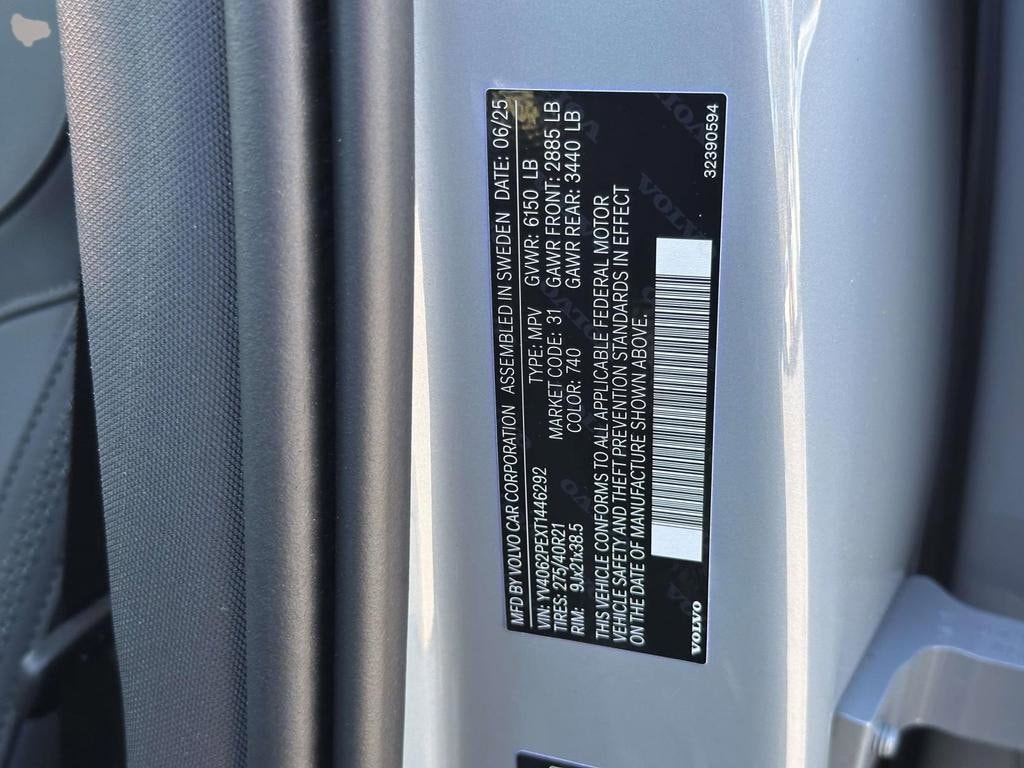 MFD BY VOLVO CAR CORPORATION ASSEMBLED IN SWEDEN DATE: 06/25
VIN: YV4062PEXT1446292 TYPE: MPV GVWR: 6150 LB
TIRES: 275/40R21 MARKET CODE: 31 GAWR FRONT: 2885 LB
RIM: 9Jx21x38.5 COLOR: 740 GAWR REAR: 3440 LB
THIS VEHICLE CONFORMS TO ALL APPLICABLE FEDERAL MOTOR
VEHICLE SAFETY AND THEFT PREVENTION STANDARDS IN EFFECT
ON THE DATE OF MANUFACTURE SHOWN ABOVE.
VOLVO 32390594